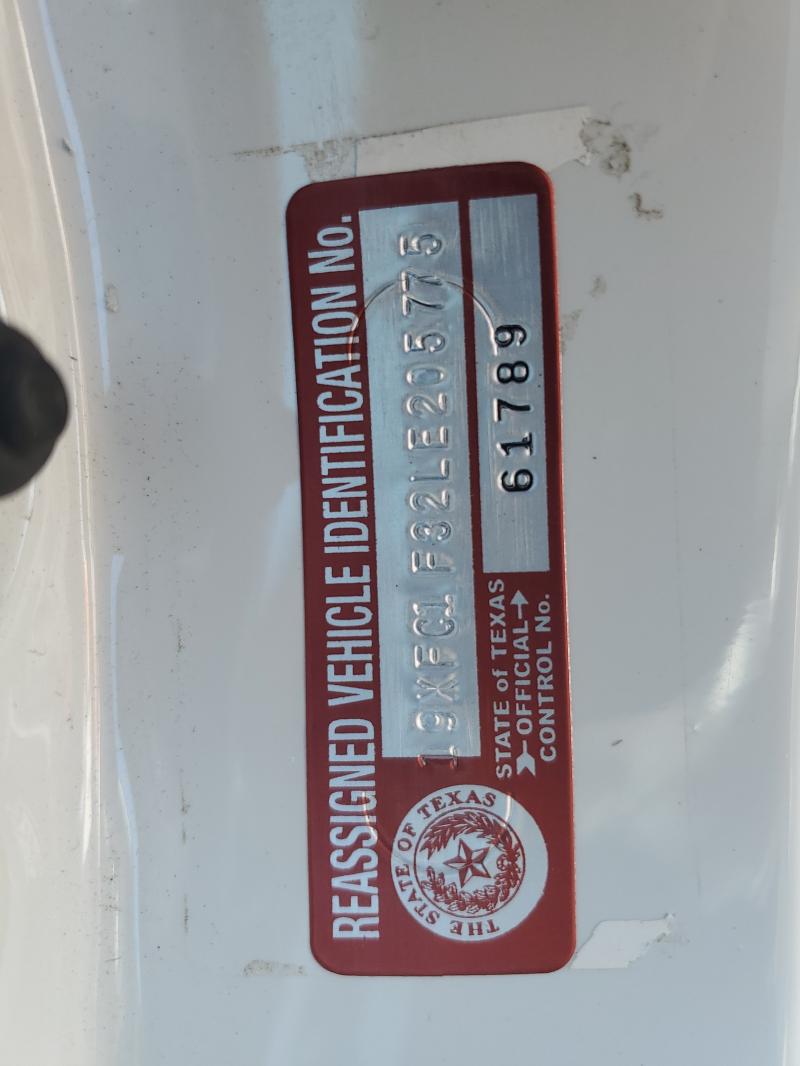 REASSIGNED VEHICLE IDENTIFICATION No.
19XFC1F32LE205775
THE STATE OF TEXAS
STATE of TEXAS
OFFICIAL
CONTROL No.
61789